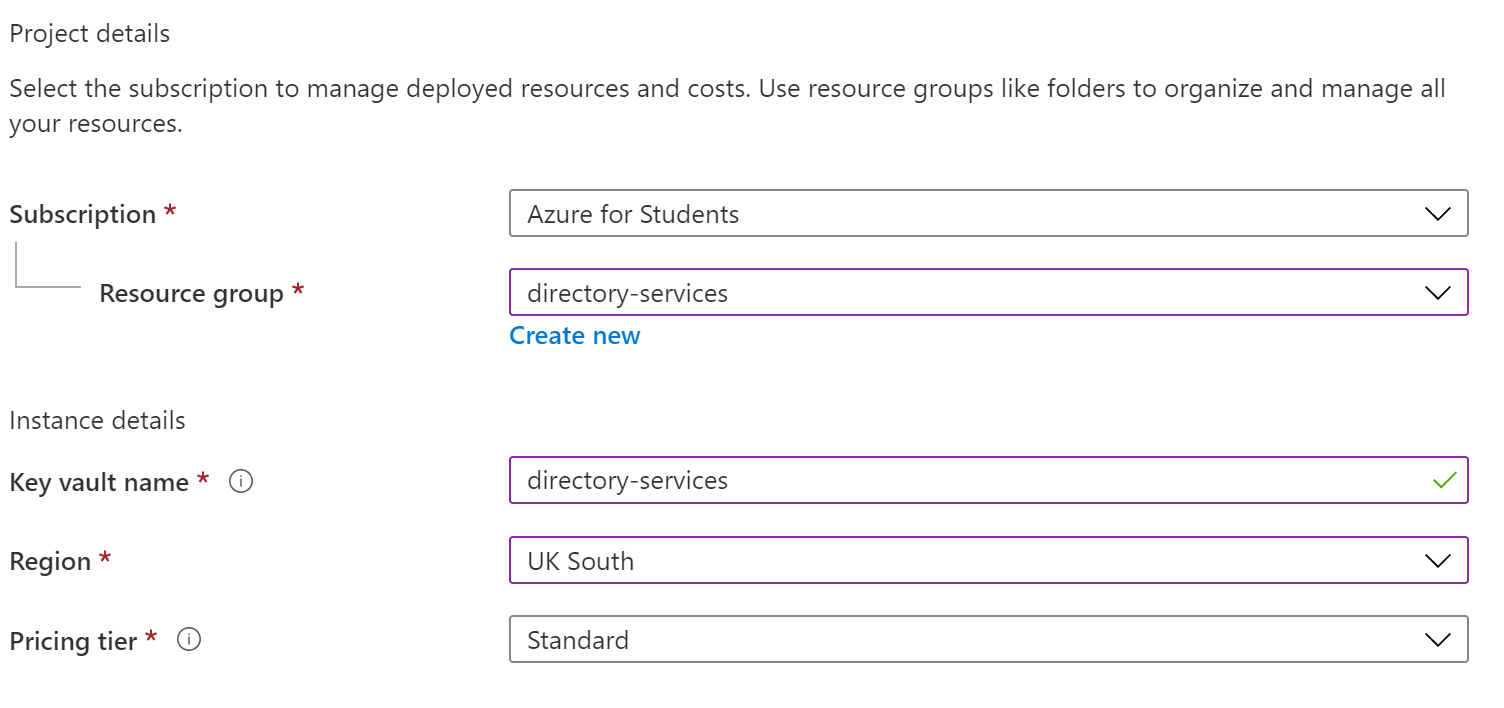 Project details
Select the subscription to manage deployed resources and costs. Use resource groups like folders to organize and manage all
your resources.
Subscription *
Azure for Students
Resource group *
directory-services
Create new
Instance details
Key vault name *
directory-services
Region *
UK South
Pricing tier *
Standard